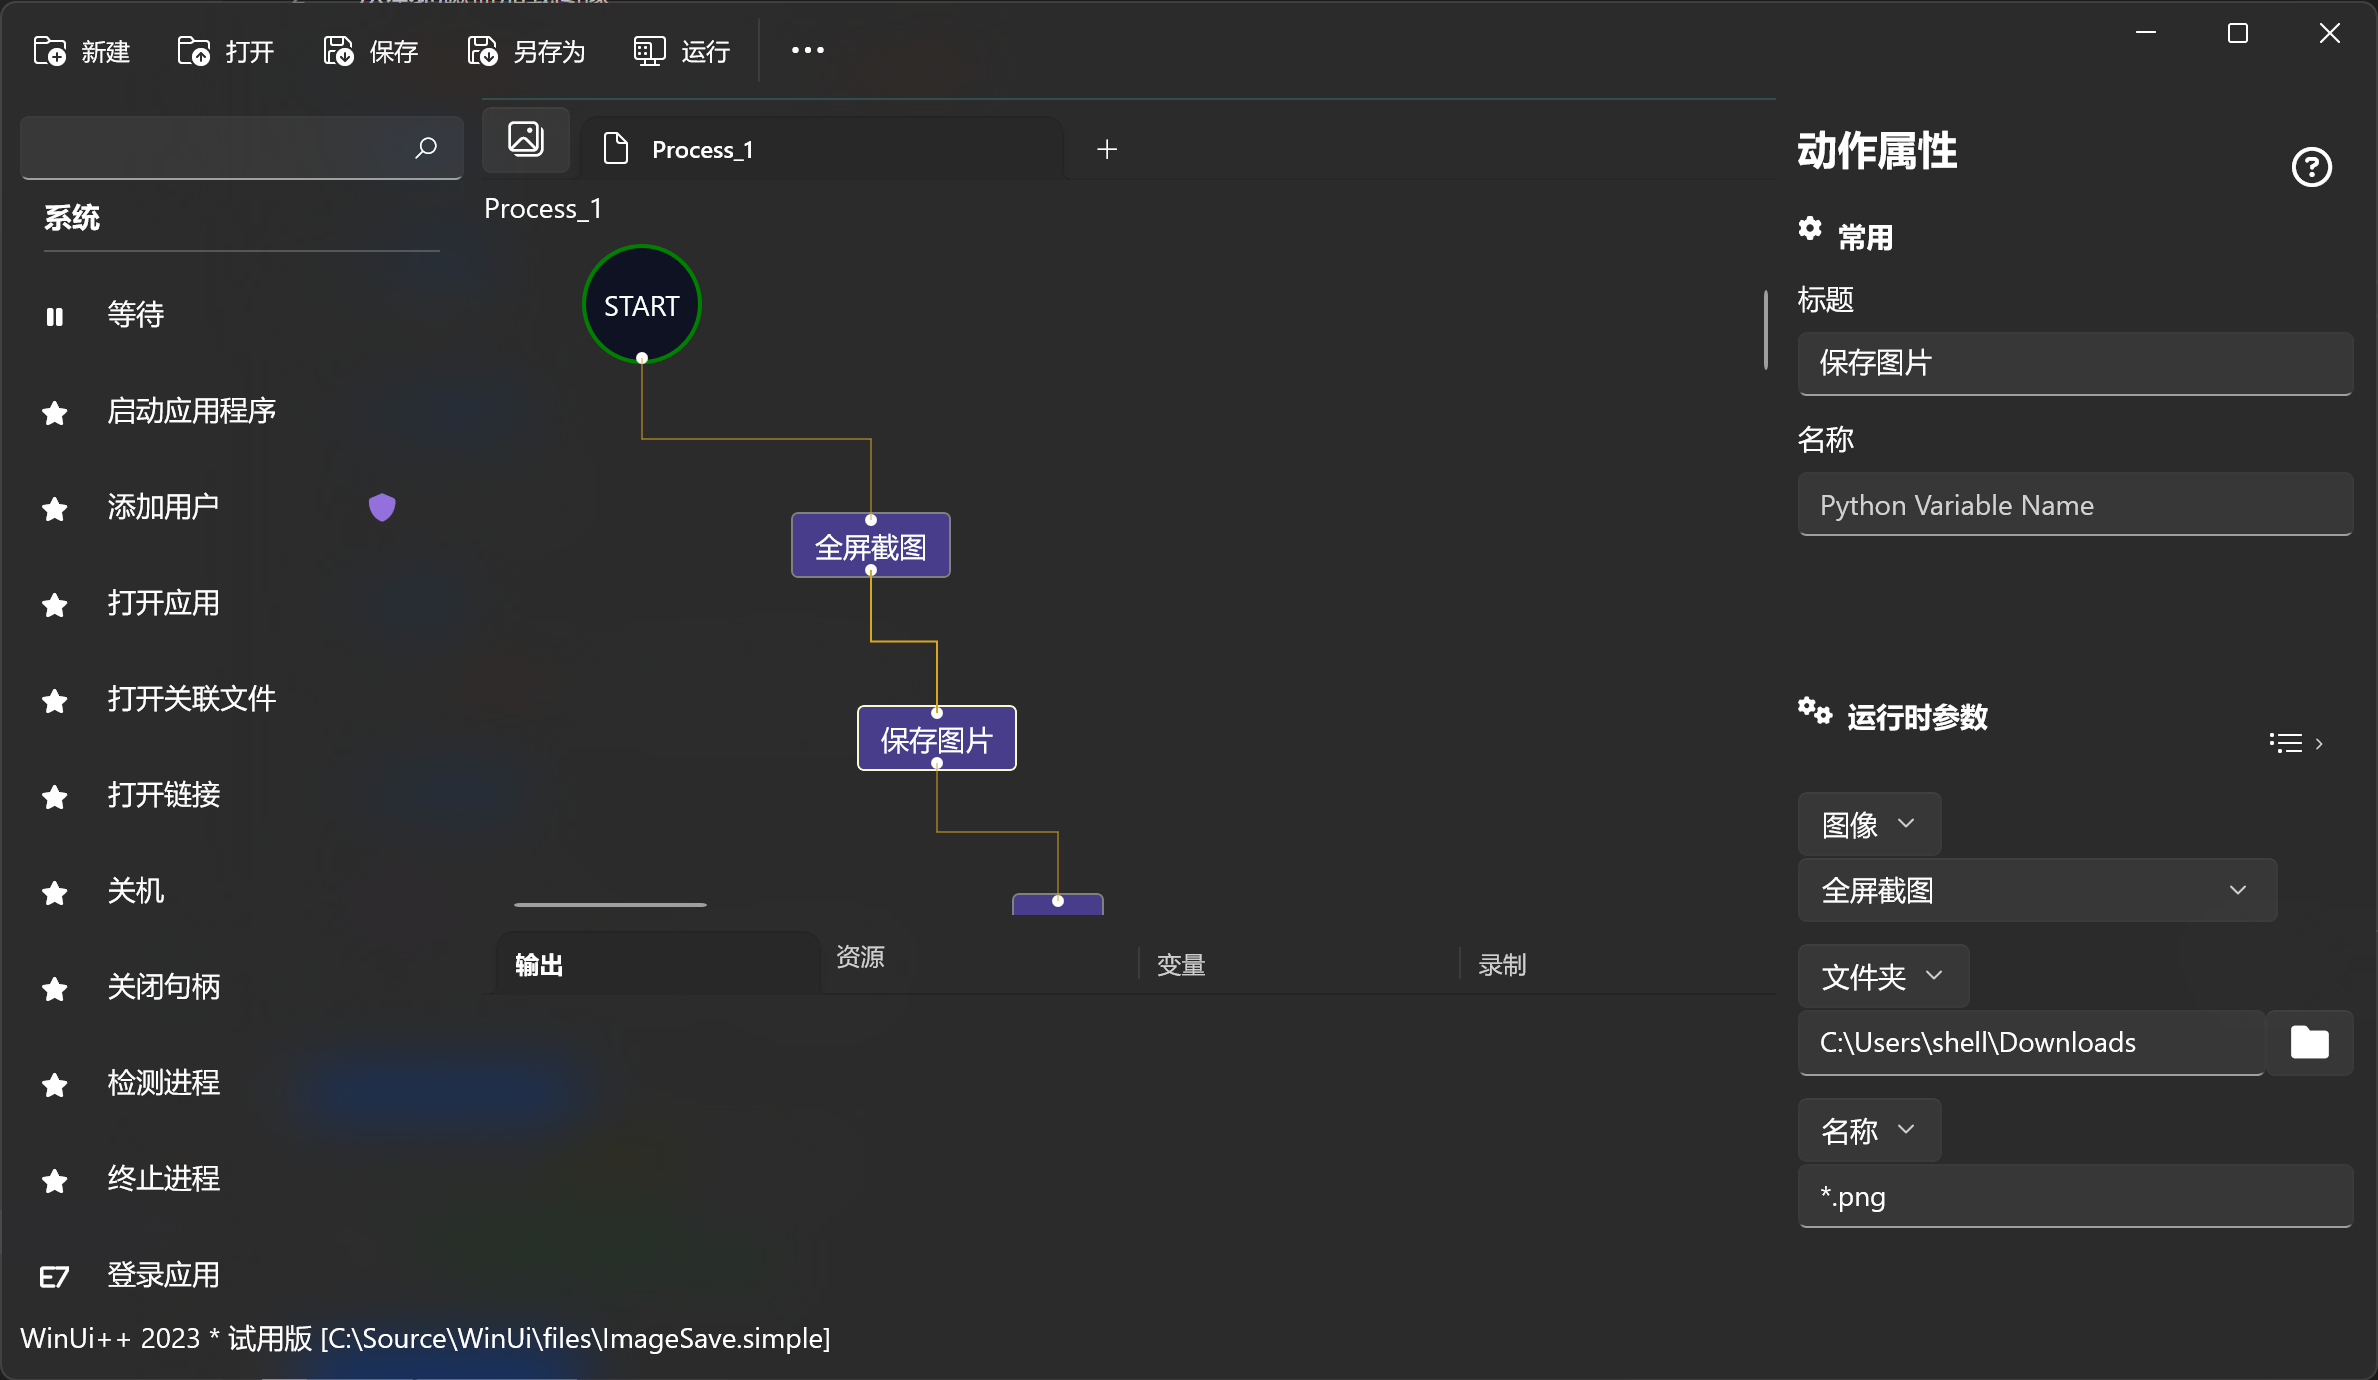 新建 打开 保存 另存为 运行
Process_1
系统
等待
启动应用程序
添加用户
打开应用
打开关联文件
打开链接
关机
关闭句柄
检测进程
终止进程
E7 登录应用
Process_1
START
全屏截图
保存图片
输出 资源 变量 录制
动作属性
常用
标题
保存图片
名称
Python Variable Name
运行时参数
图像
全屏截图
文件夹
C:\Users\shell\Downloads
名称
*.png
WinUi++ 2023 * 试用版 [C:\Source\WinUi\files\ImageSave.simple]